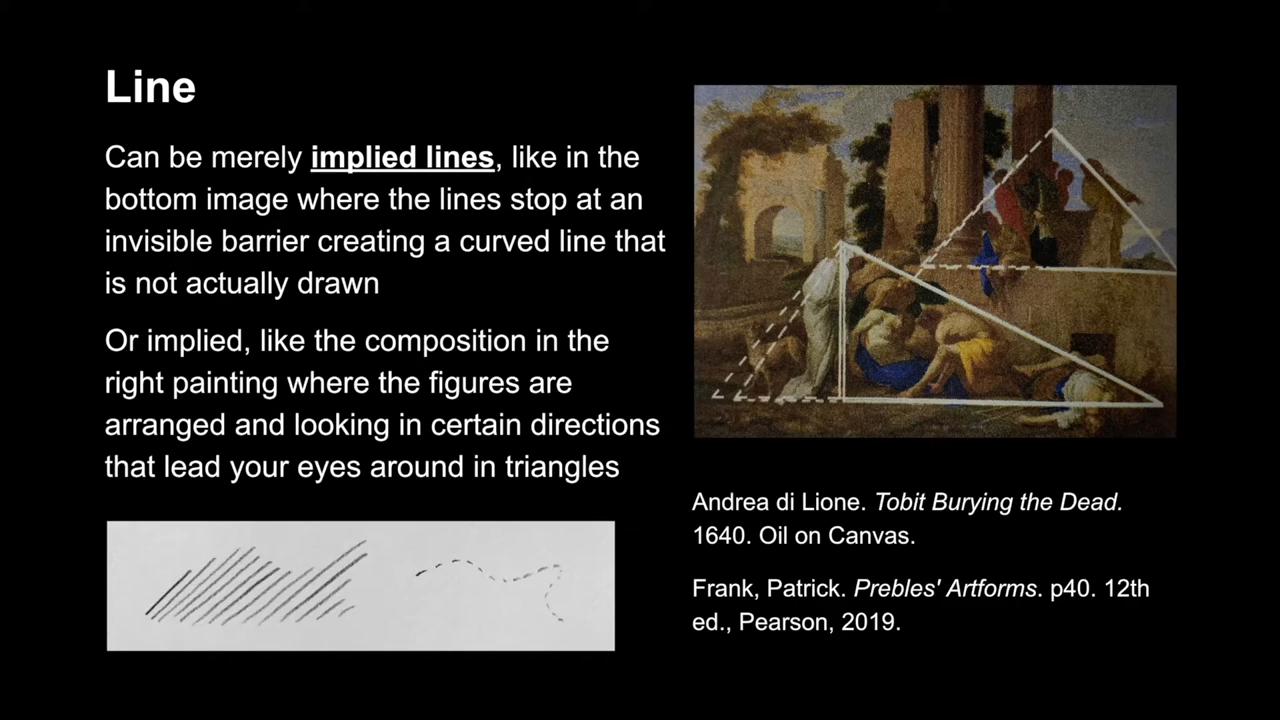 Line
Can be merely implied lines, like in the
bottom image where the lines stop at an
invisible barrier creating a curved line that
is not actually drawn
Or implied, like the composition in the
right painting where the figures are
arranged and looking in certain directions
that lead your eyes around in triangles
Andrea di Lione. Tobit Burying the Dead.
1640. Oil on Canvas.
Frank, Patrick. Prebles' Artforms. p40. 12th
ed., Pearson, 2019.